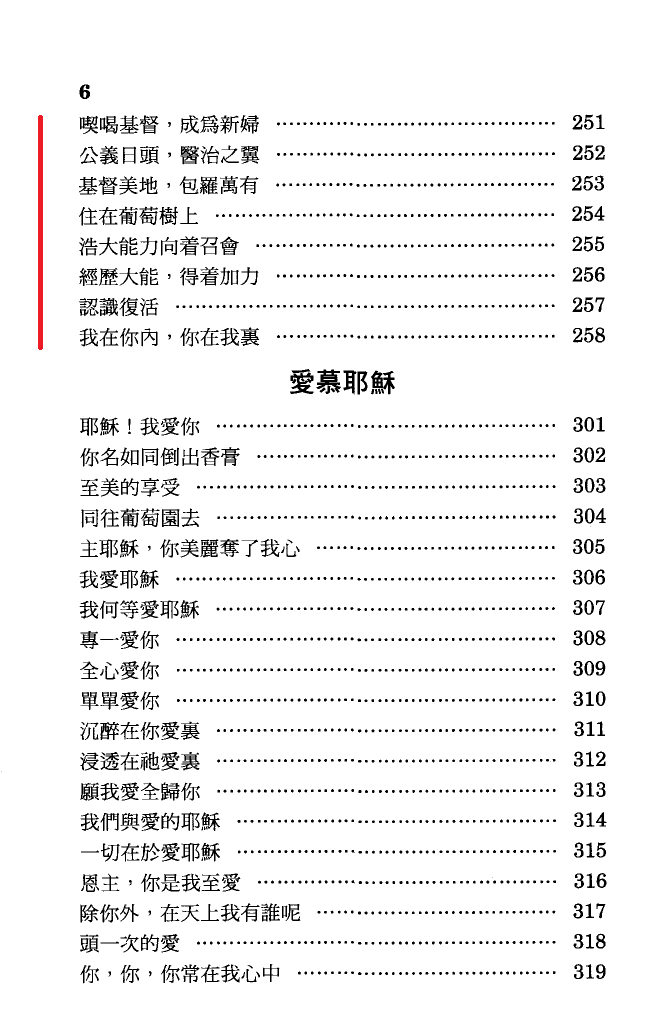 6
喫喝基督，成爲新婦 ………………………………… 251
公義日頭，醫治之翼 ………………………………… 252
基督美地，包羅萬有 ………………………………… 253
住在葡萄樹上 ………………………………………… 254
浩大能力向着召會 …………………………………… 255
經歷大能，得着加力 ………………………………… 256
認識復活 ……………………………………………… 257
我在你內，你在我裏 ………………………………… 258
愛慕耶穌
耶穌！我愛你 ………………………………………… 301
你名如同倒出香膏 …………………………………… 302
至美的享受 …………………………………………… 303
同往葡萄園去 ………………………………………… 304
主耶穌，你美麗奪了我心 …………………………… 305
我愛耶穌 ……………………………………………… 306
我何等愛耶穌 ………………………………………… 307
專一愛你 ……………………………………………… 308
全心愛你 ……………………………………………… 309
單單愛你 ……………………………………………… 310
沉醉在你愛裏 ………………………………………… 311
浸透在祂愛裏 ………………………………………… 312
願我愛全歸你 ………………………………………… 313
我們與愛的耶穌 ……………………………………… 314
一切在於愛耶穌 ……………………………………… 315
恩主，你是我至愛 …………………………………… 316
除你外，在天上我有誰呢 …………………………… 317
頭一次的愛 …………………………………………… 318
你，你，你常在我心中 ……………………………… 319